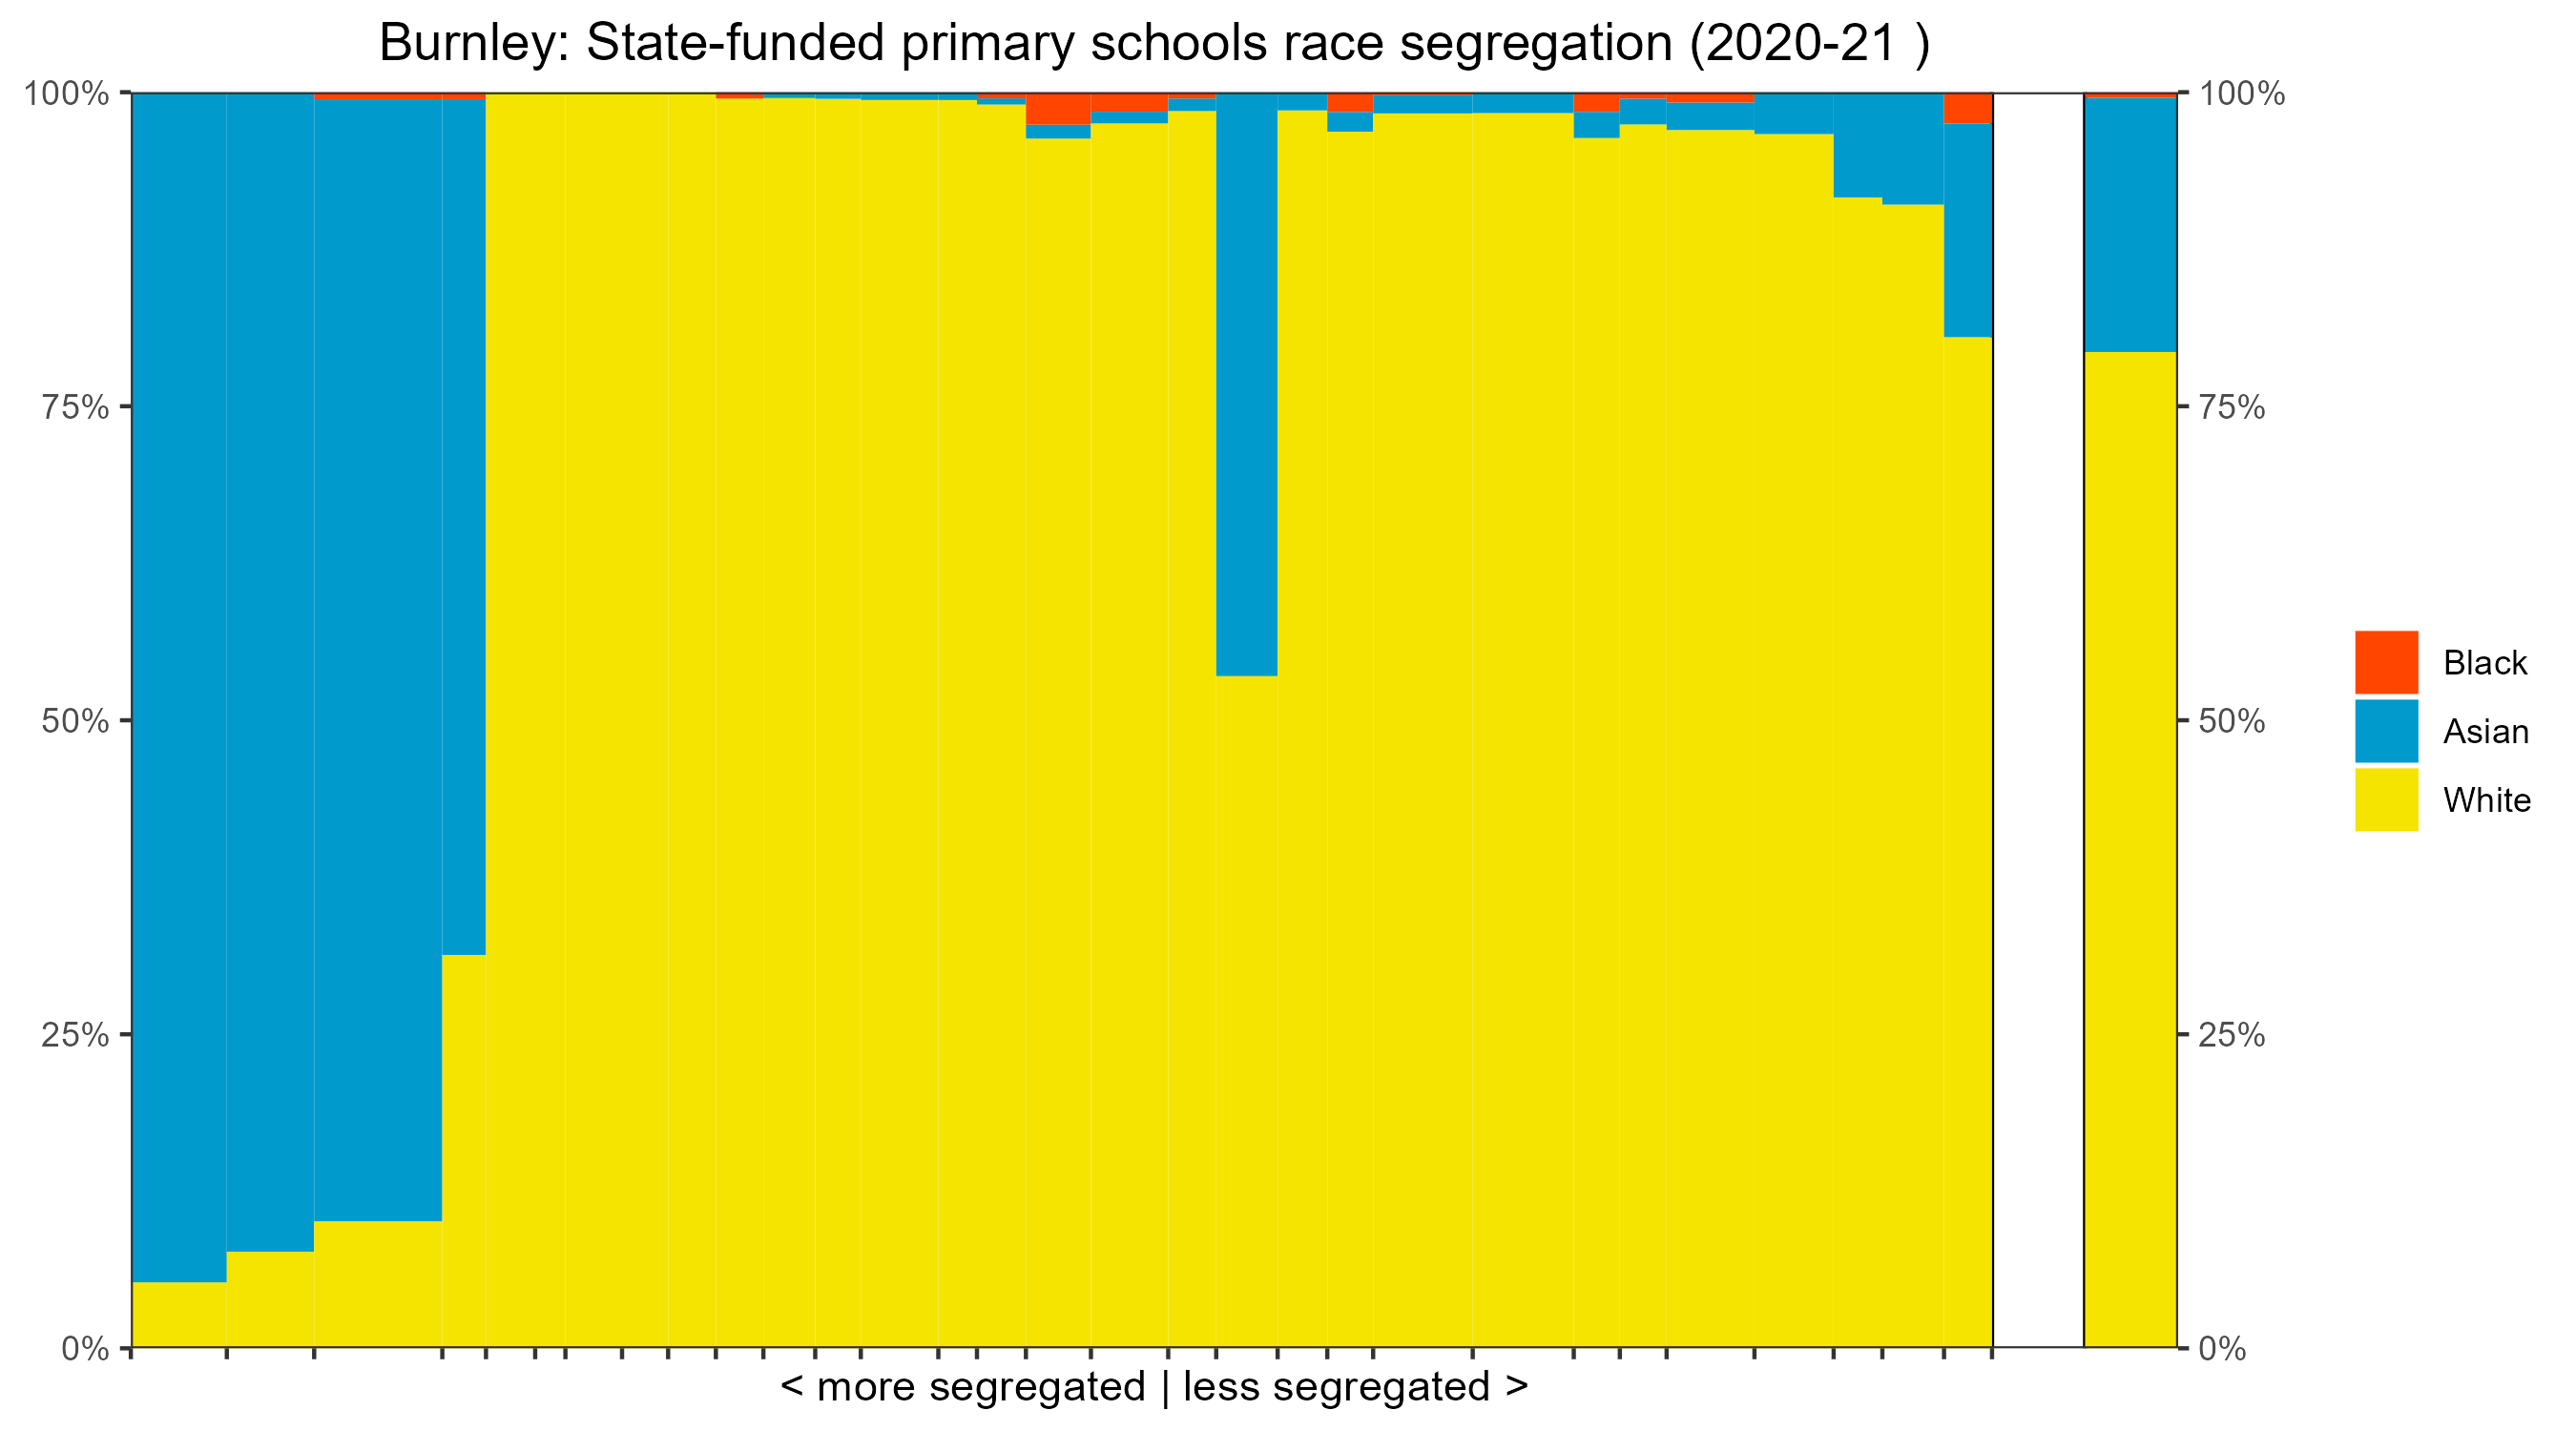 Burnley: State-funded primary schools race segregation (2020-21 )
100%
75%
50%
25%
0%
100%
75%
50%
25%
0%
Black
Asian
White
< more segregated | less segregated >